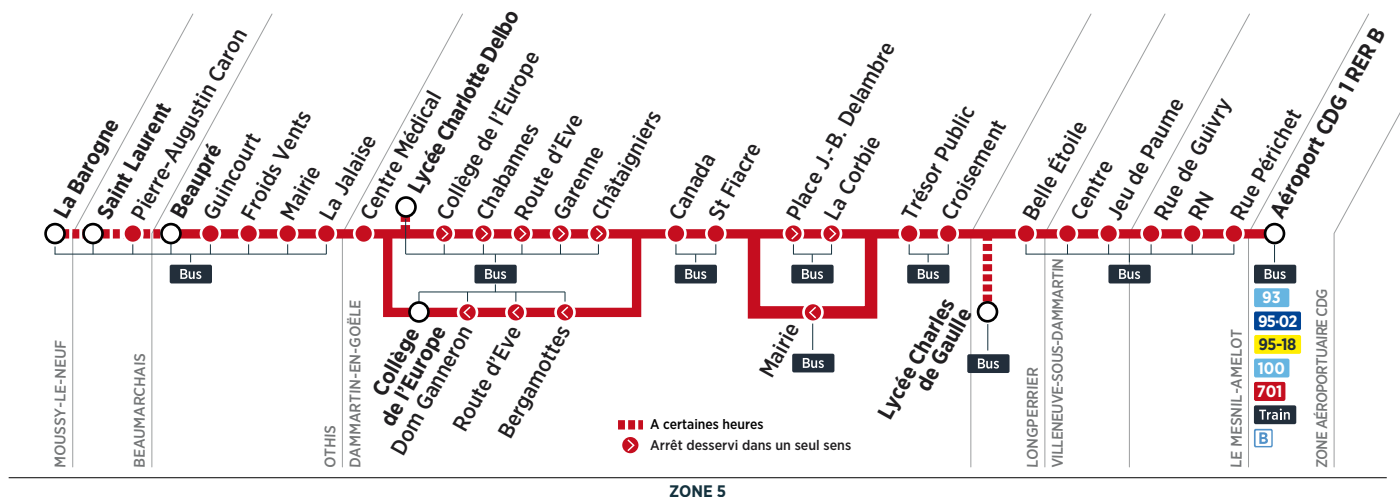 La Barogne
Saint Laurent
Pierre-Augustin Caron
Beaupré
Guincourt
Froids Vents
Mairie
La Jalaise
Centre Médical
Lycée Charlotte Delbo
Collège de l'Europe
Chabannes
Route d'Eve
Garenne
Châtaigniers
Canada
St Fiacre
Place J.-B. Delambre
La Corbie
Trésor Public
Croisement
Belle Étoile
Centre
Jeu de Paume
Rue de Guivry
RN
Rue Périchet
Aéroport CDG 1 RER B
Bus
Bus
Bus
Bus
Bus
Bus
Bus
93
95-02
95-18
100
701
Train
B
Collège
de l'Europe
Dom Ganneron
Route d'Eve
Bergamottes
Mairie
Bus
Lycée Charles
de Gaulle
Bus
MOUSSY-LE-NEUF
BEAUMARCHAIS
OTHIS
DAMMARTIN-EN-GOËLE
LONGPERRIER
VILLENEUVE-SOUS-DAMMARTIN
LE MESNIL-AMELOT
ZONE AÉROPORTUAIRE CDG
A certaines heures
Arrêt desservi dans un seul sens
ZONE 5